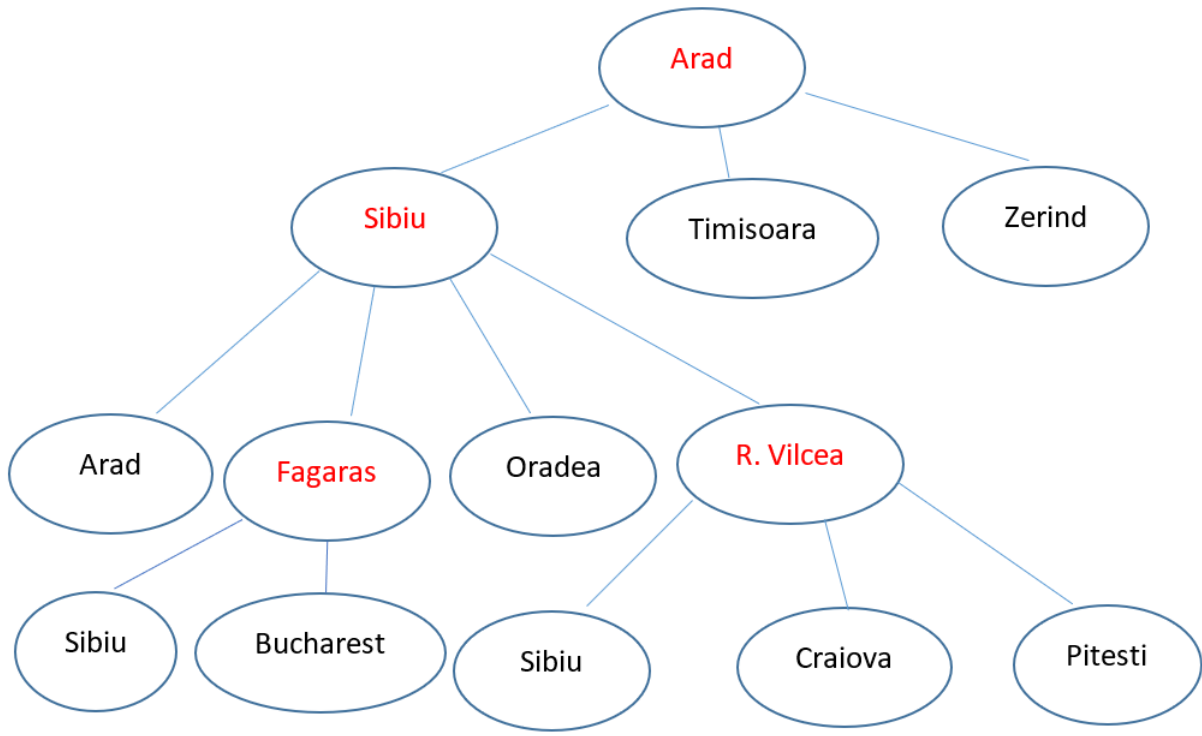 Arad
Sibiu
Timisoara
Zerind
Arad
Fagaras
Oradea
R. Vilcea
Sibiu
Bucharest
Sibiu
Craiova
Pitesti